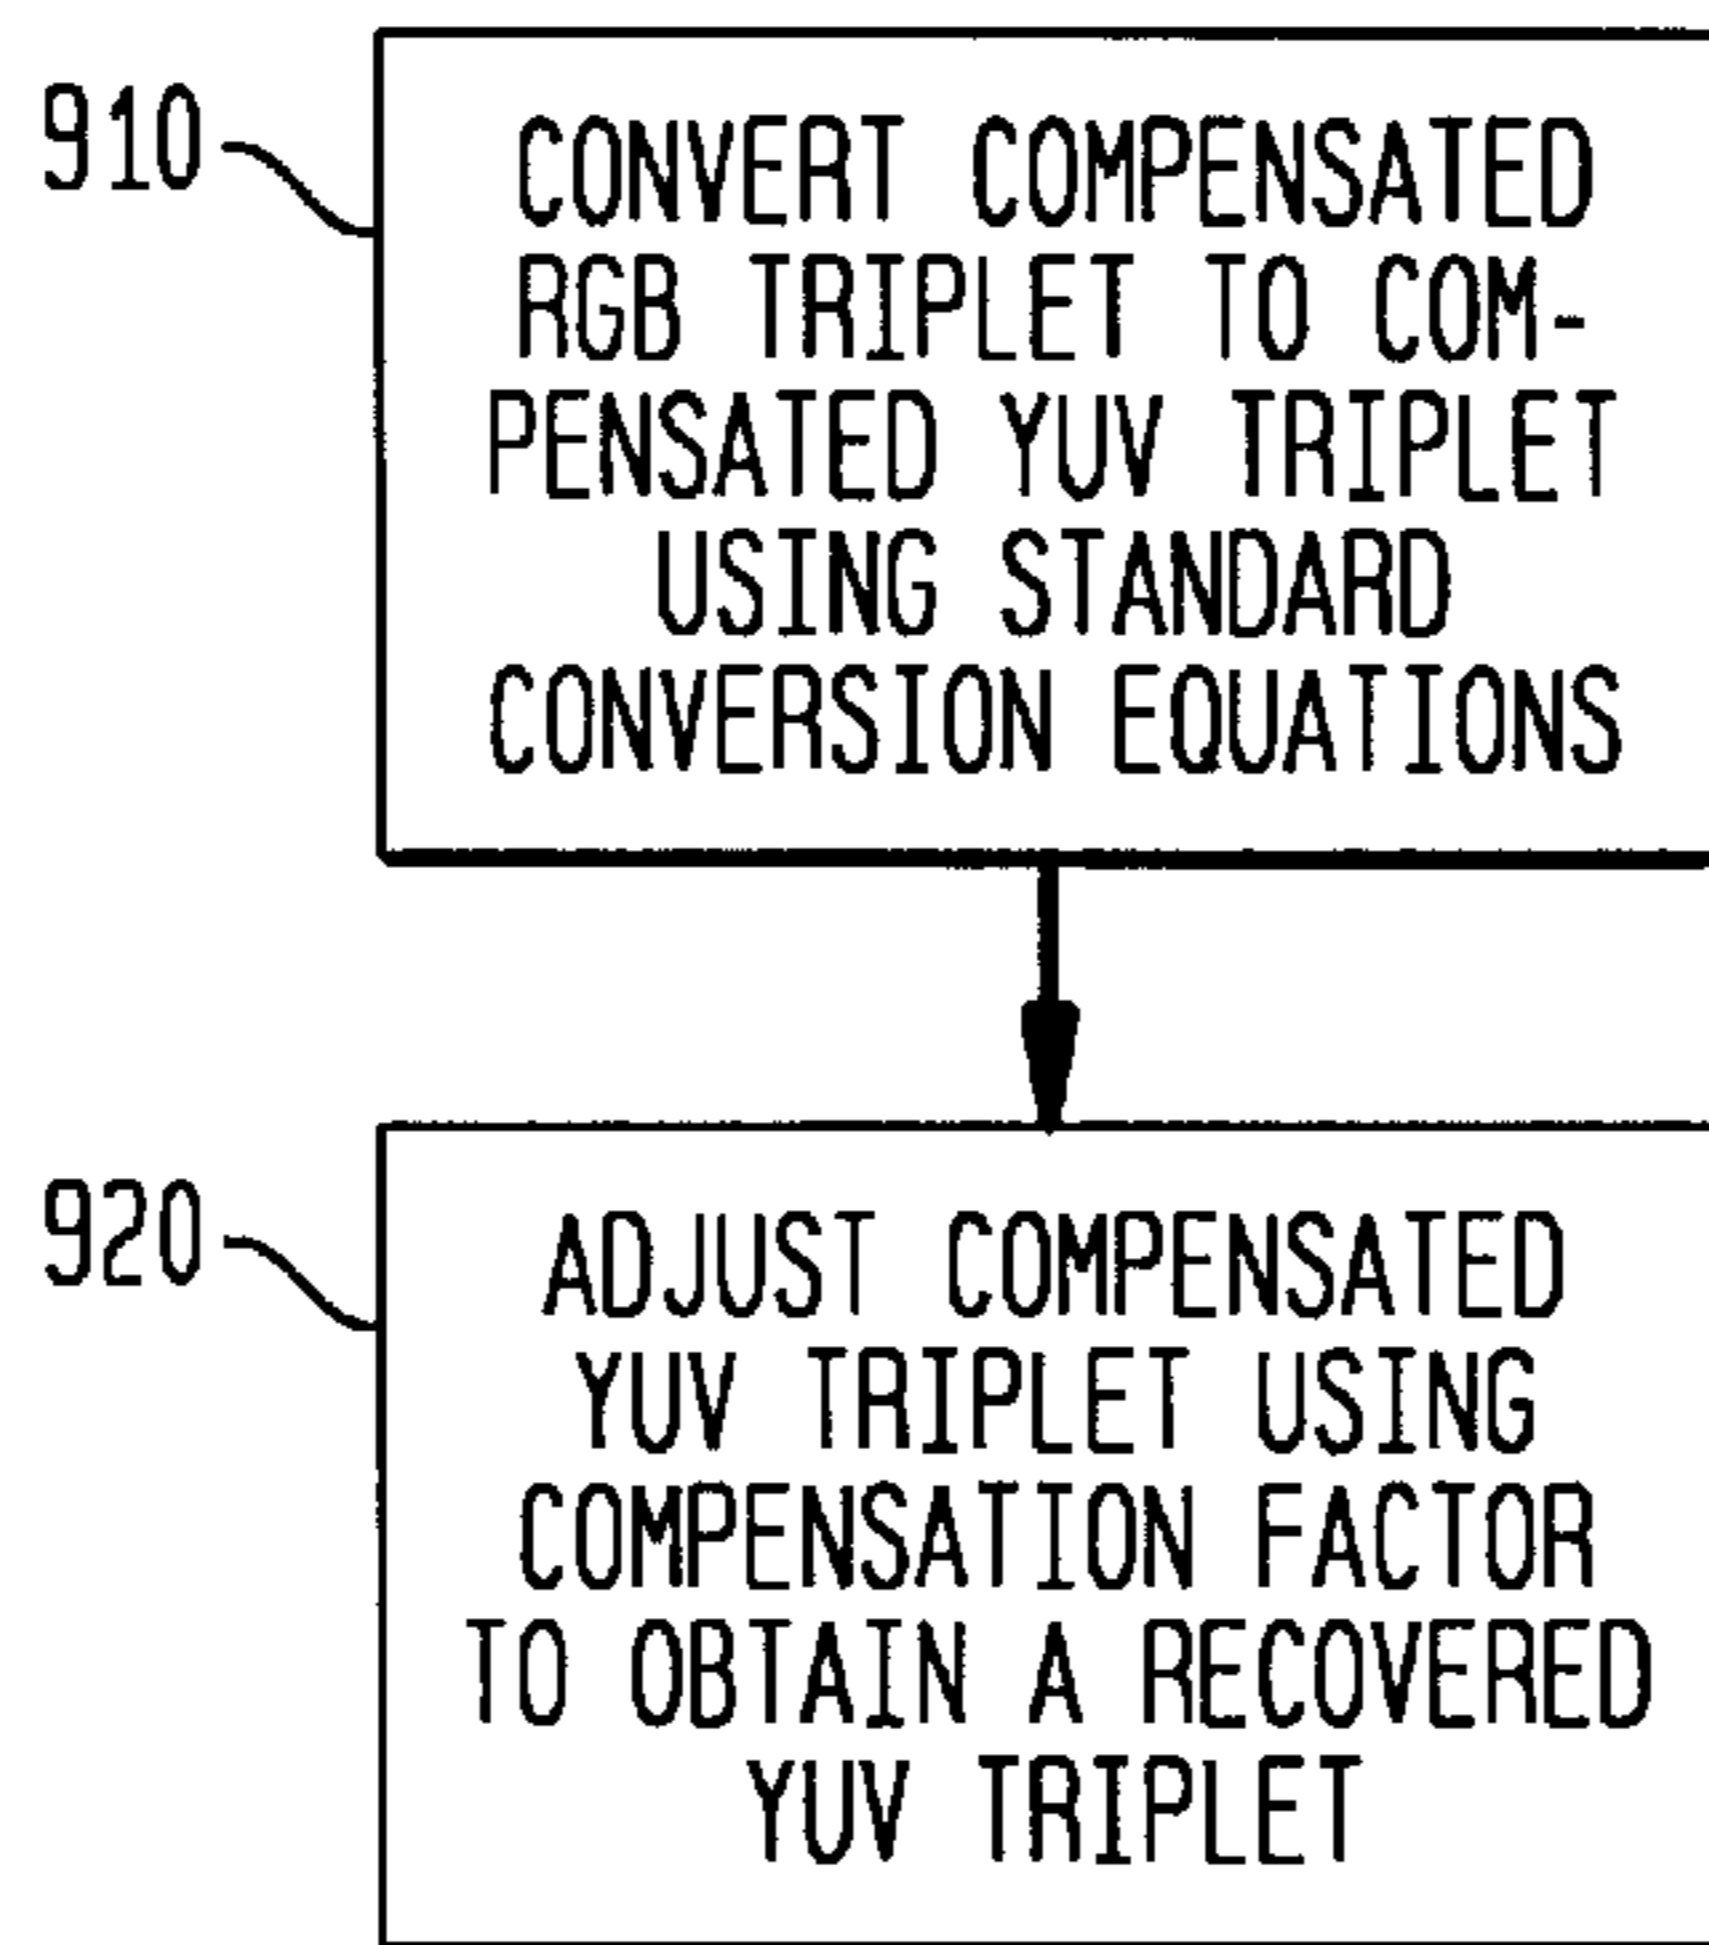 910
CONVERT COMPENSATED
RGB TRIPLET TO COM-
PENSATED YUV TRIPLET
USING STANDARD
CONVERSION EQUATIONS
920
ADJUST COMPENSATED
YUV TRIPLET USING
COMPENSATION FACTOR
TO OBTAIN A RECOVERED
YUV TRIPLET